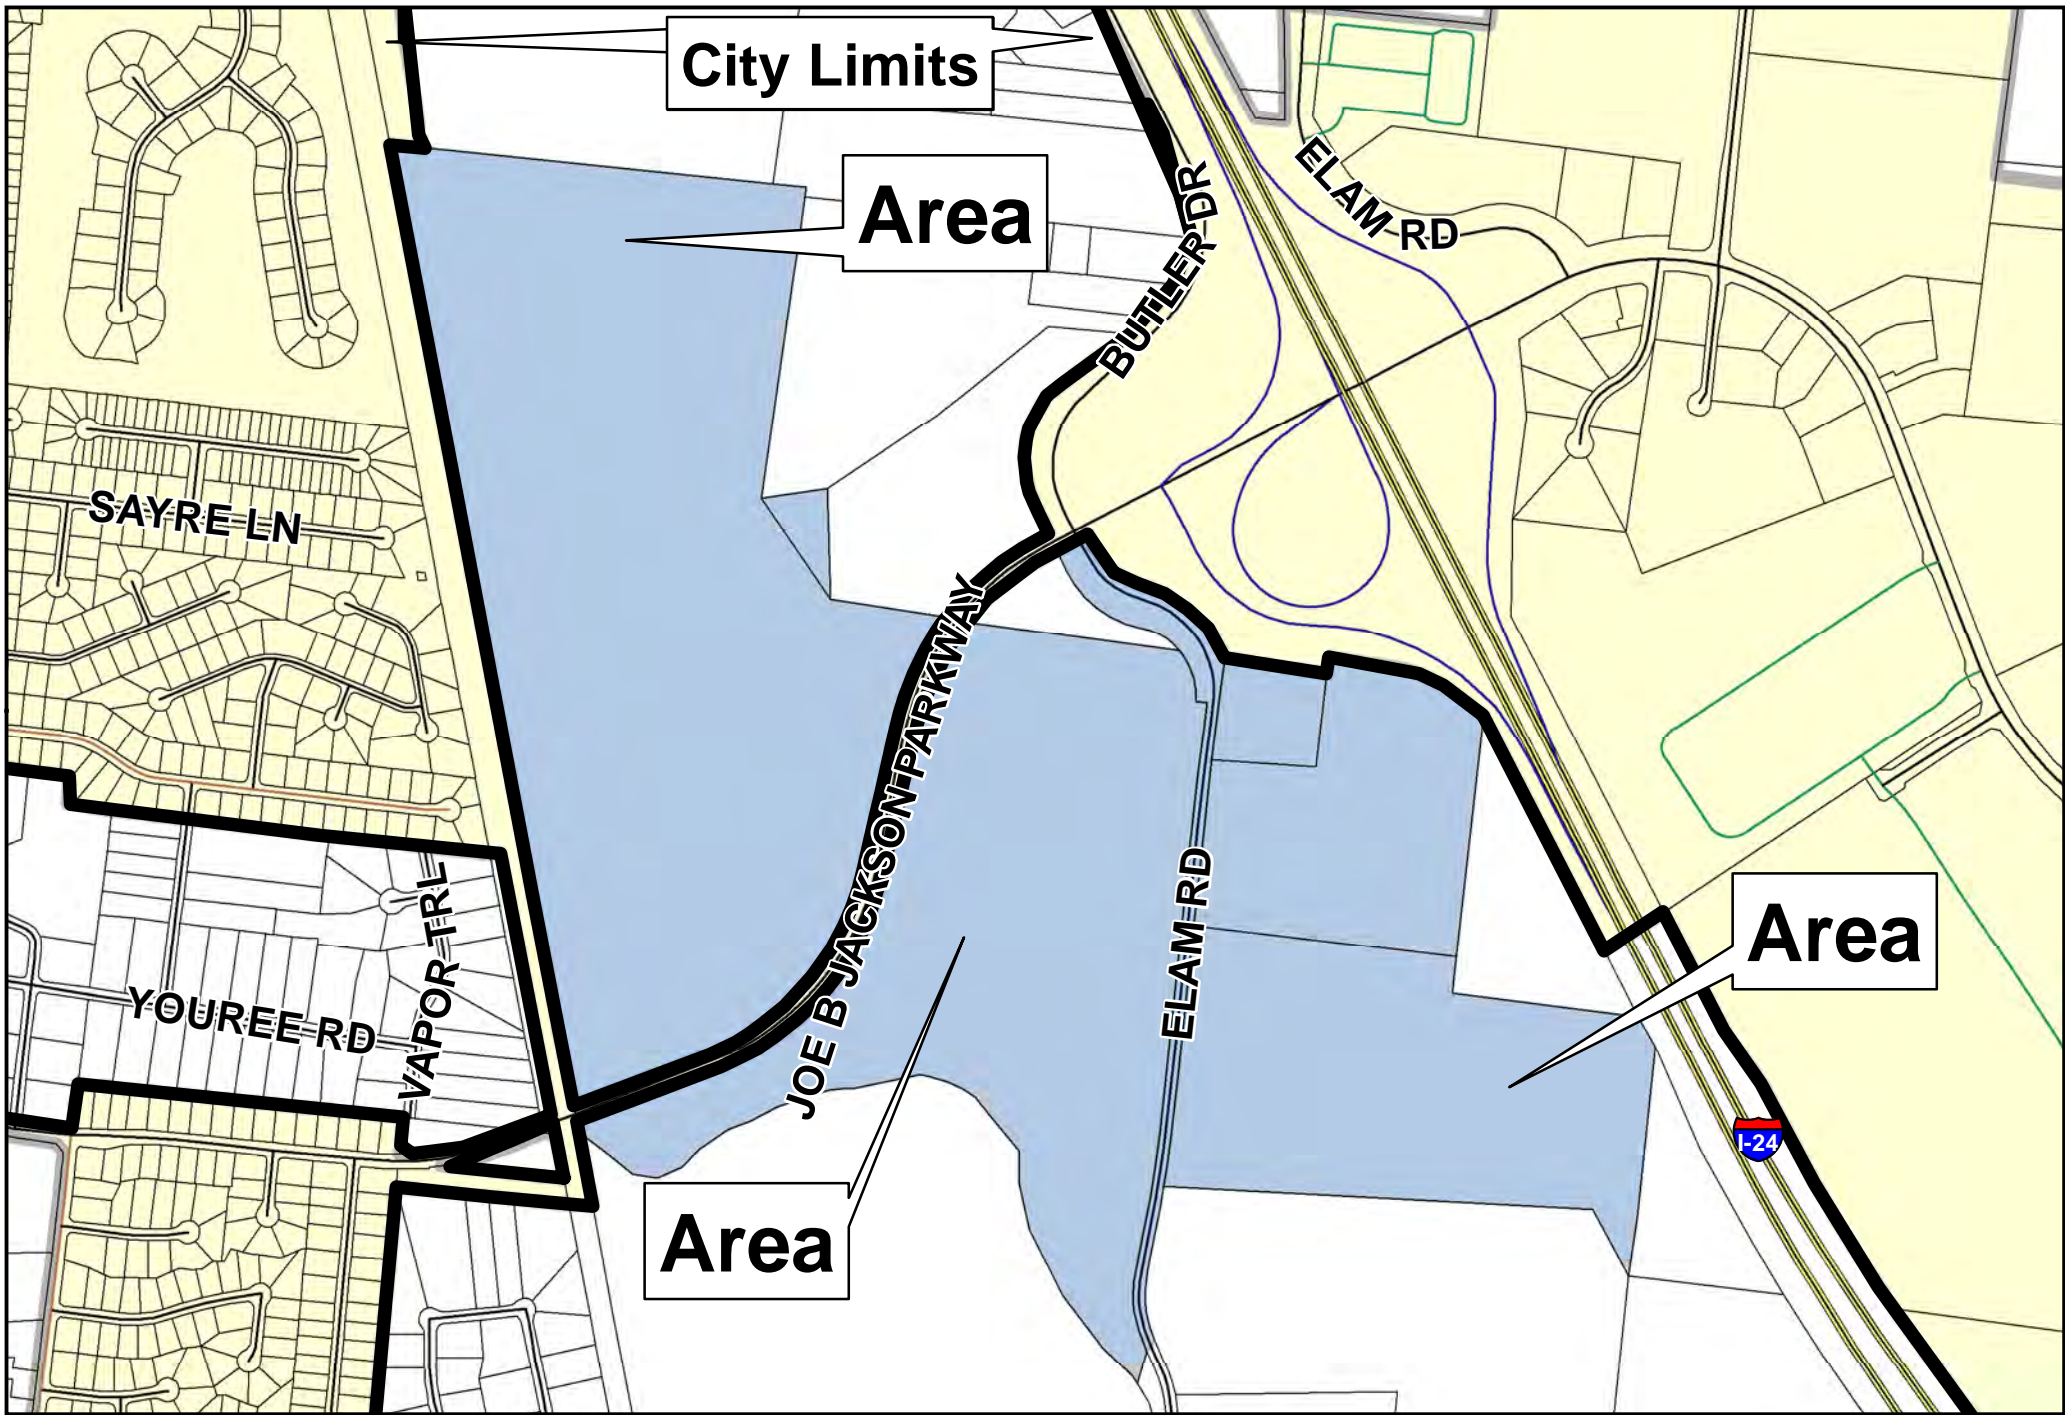 City Limits
Area
ELAM RD
BUTLER DR
SAYRE LN
JOE B JACKSON PARKWAY
ELAM RD
VAPOR TRL
YOUREE RD
Area
I-24
Area